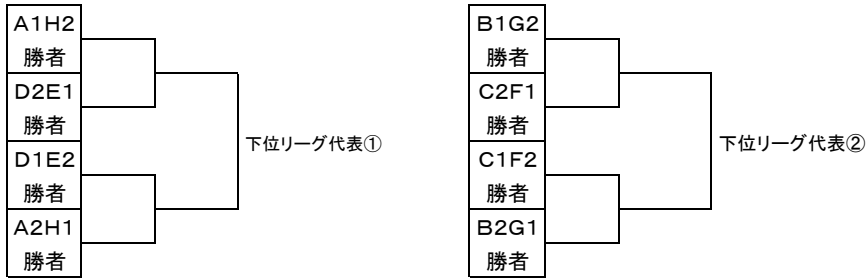 A1H2
勝者
D2E1
勝者
D1E2
勝者
A2H1
勝者
下位リーグ代表①
B1G2
勝者
C2F1
勝者
C1F2
勝者
B2G1
勝者
下位リーグ代表②